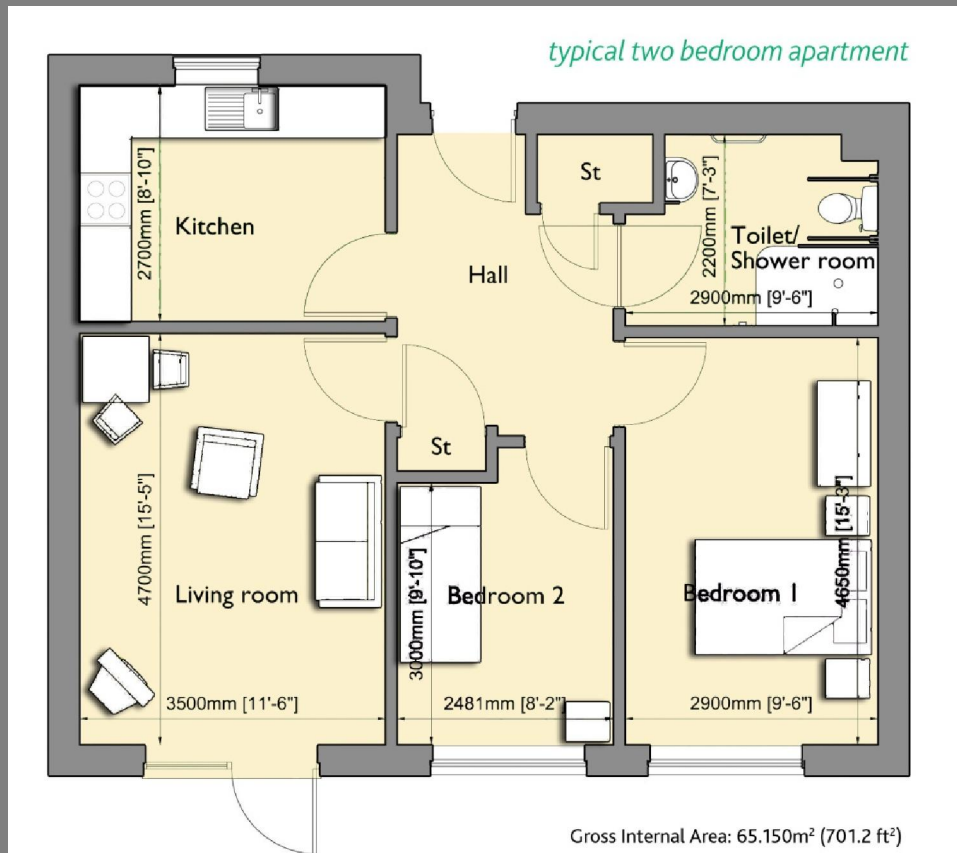 typical two bedroom apartment
2700mm [8'-10"]
Kitchen
St
Hall
2200mm [7'-3"]
Toilet/
Shower room
2900mm [9'-6"]
St
4700mm [15'-5"]
Living room
3500mm [11'-6"]
3000mm [9'-10"]
Bedroom 2
2481mm [8'-2"]
4650mm [15'-3"]
Bedroom 1
2900mm [9'-6"]
Gross Internal Area: 65.150m² (701.2 ft²)